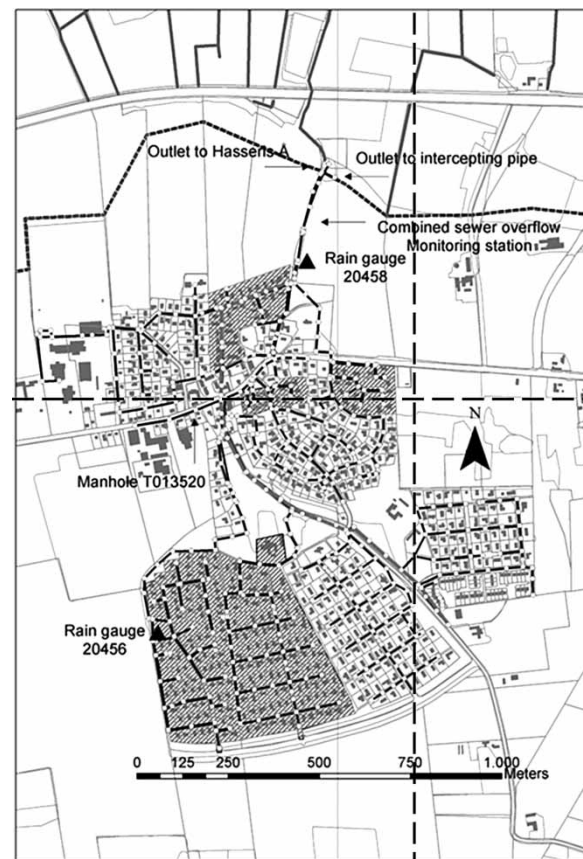 Outlet to Hasseris Å
Outlet to intercepting pipe
Combined sewer overflow
Monitoring station
Rain gauge
20458
N
Manhole T013520
Rain gauge
20456
0 125 250 500 750 1.000
Meters